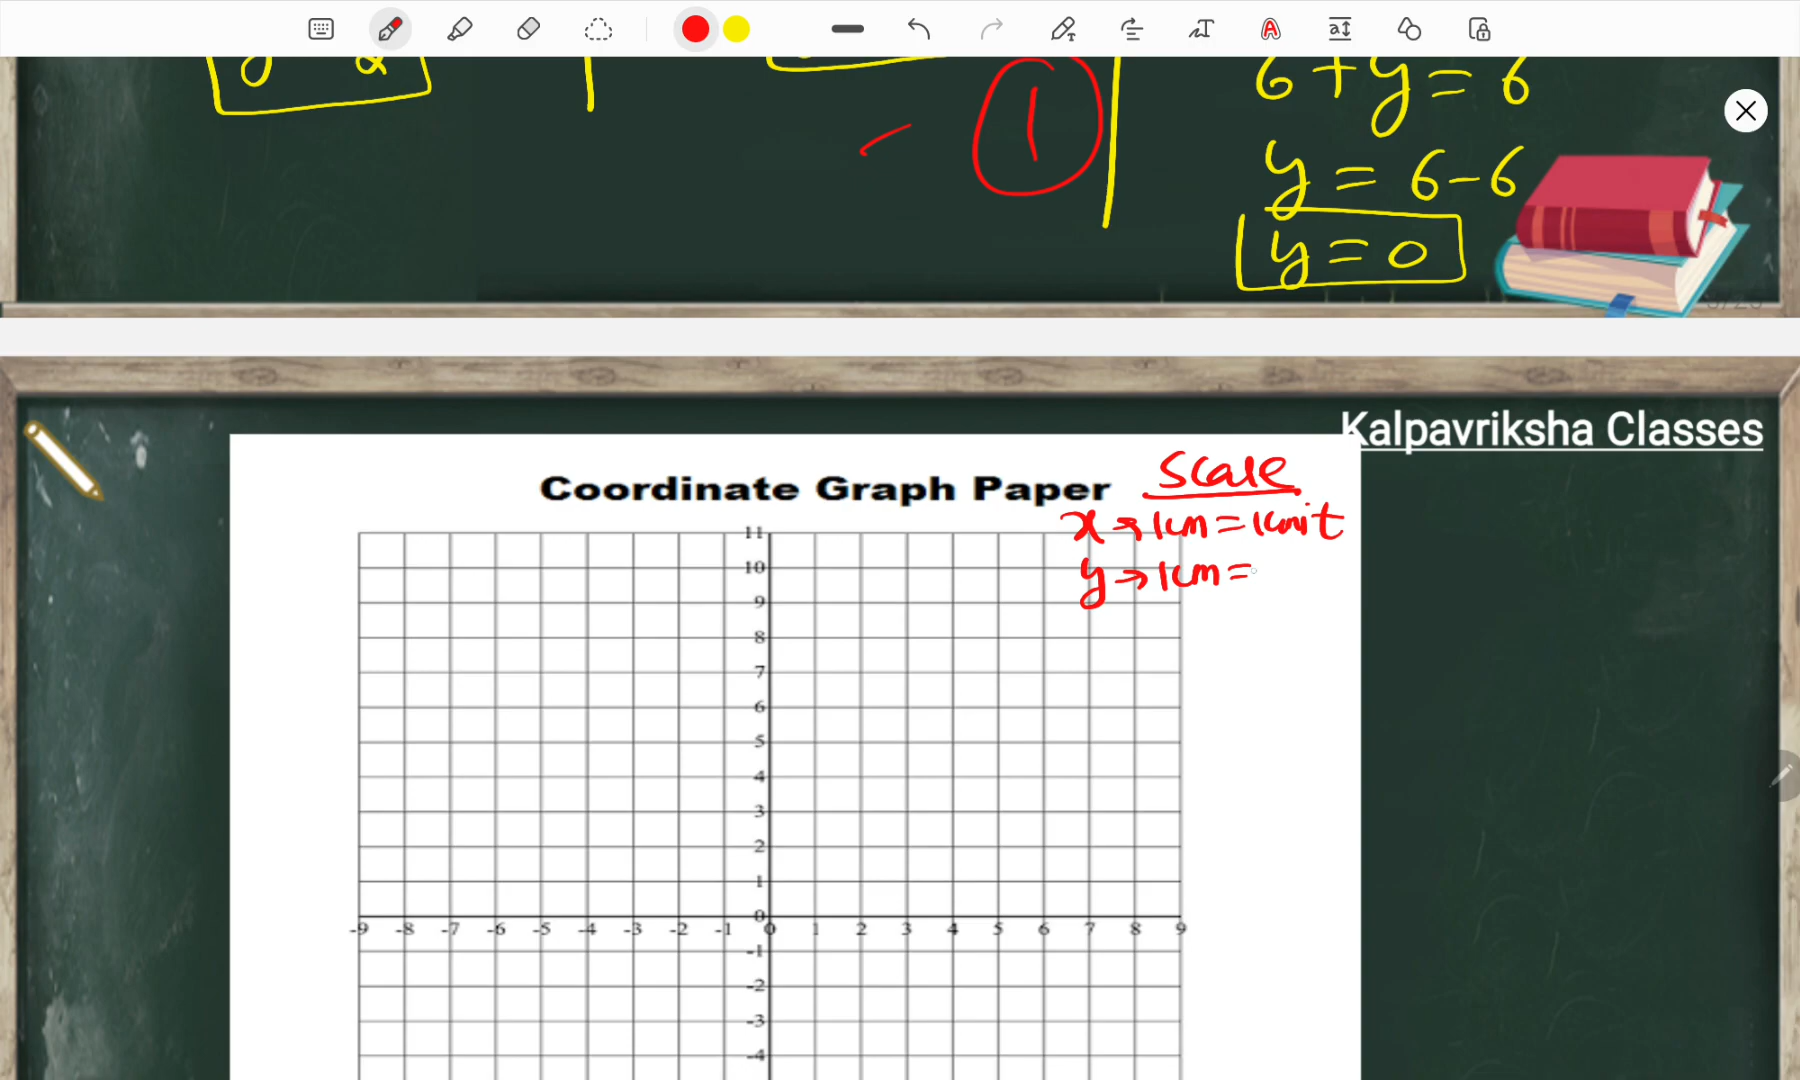 1
6 + y = 6
y = 6 - 6
y = 0
Kalpavriksha Classes
Coordinate Graph Paper
Scale
x → 1cm = 1unit
y → 1cm =
11
10
9
8
7
6
5
4
3
2
1
0
-9 -8 -7 -6 -5 -4 -3 -2 -1 0 1 2 3 4 5 6 7 8 9
-1
-2
-3
-4